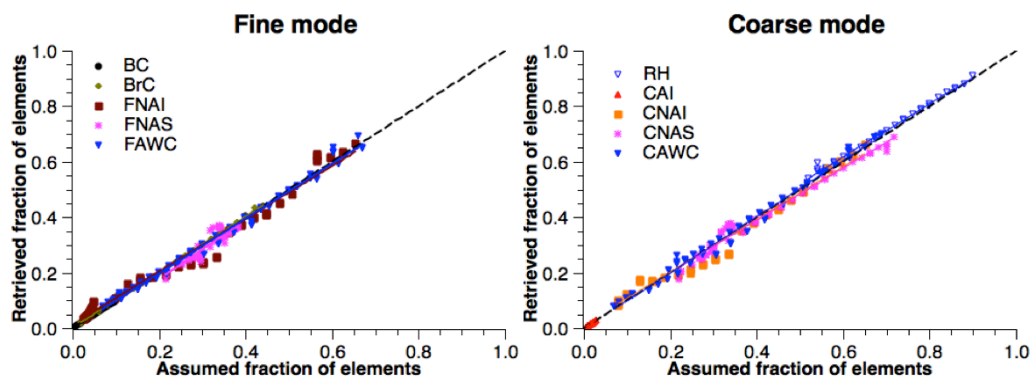 Fine mode
Retrieved fraction of elements
1.0
0.8
0.6
0.4
0.2
0.0
BC
BrC
FNAI
FNAS
FAWC
0.0 0.2 0.4 0.6 0.8 1.0
Assumed fraction of elements
Coarse mode
Retrieved fraction of elements
1.0
0.8
0.6
0.4
0.2
0.0
RH
CAI
CNAI
CNAS
CAWC
0.0 0.2 0.4 0.6 0.8 1.0
Assumed fraction of elements